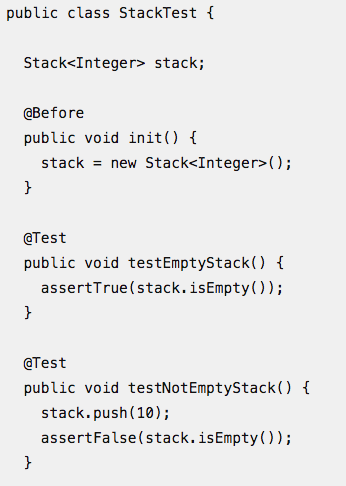 public class StackTest {
Stack<Integer> stack;
@Before
public void init() {
stack = new Stack<Integer>();
}
@Test
public void testEmptyStack() {
assertTrue(stack.isEmpty());
}
@Test
public void testNotEmptyStack() {
stack.push(10);
assertFalse(stack.isEmpty());
}